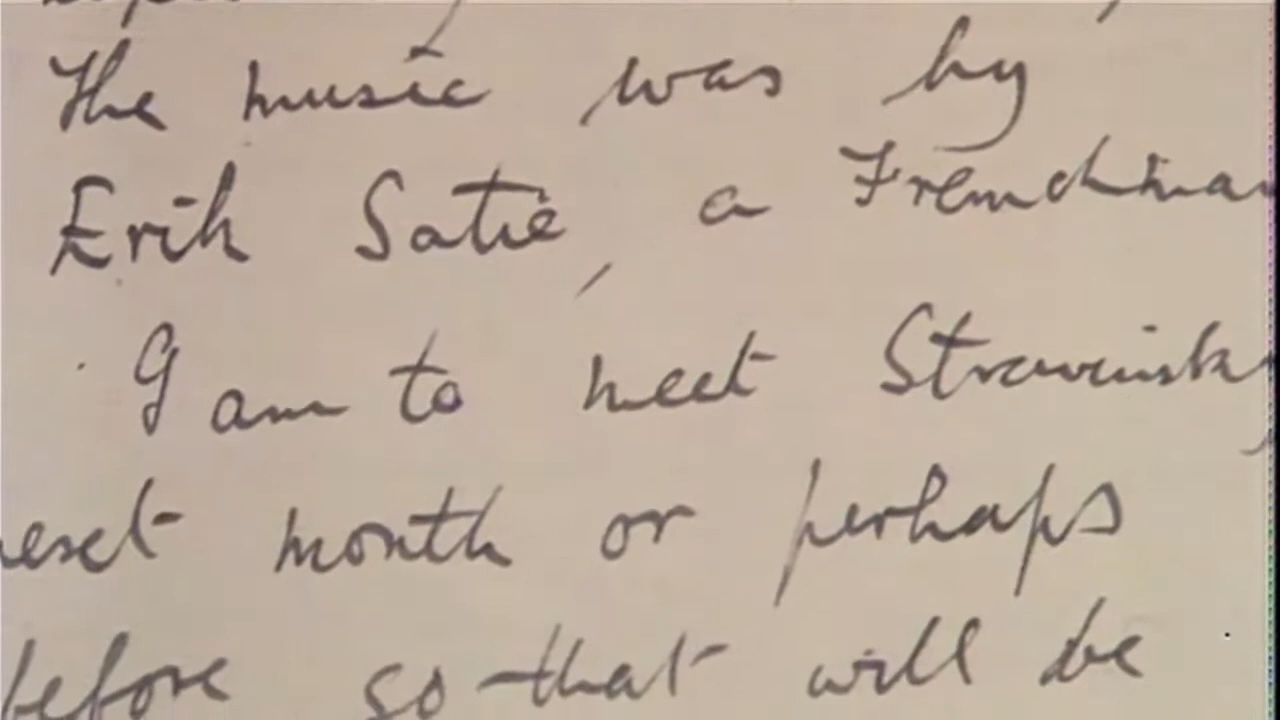 The music was by
Erik Satie, a Frenchman
I am to meet Strawinsky
next month or perhaps
before so that will be